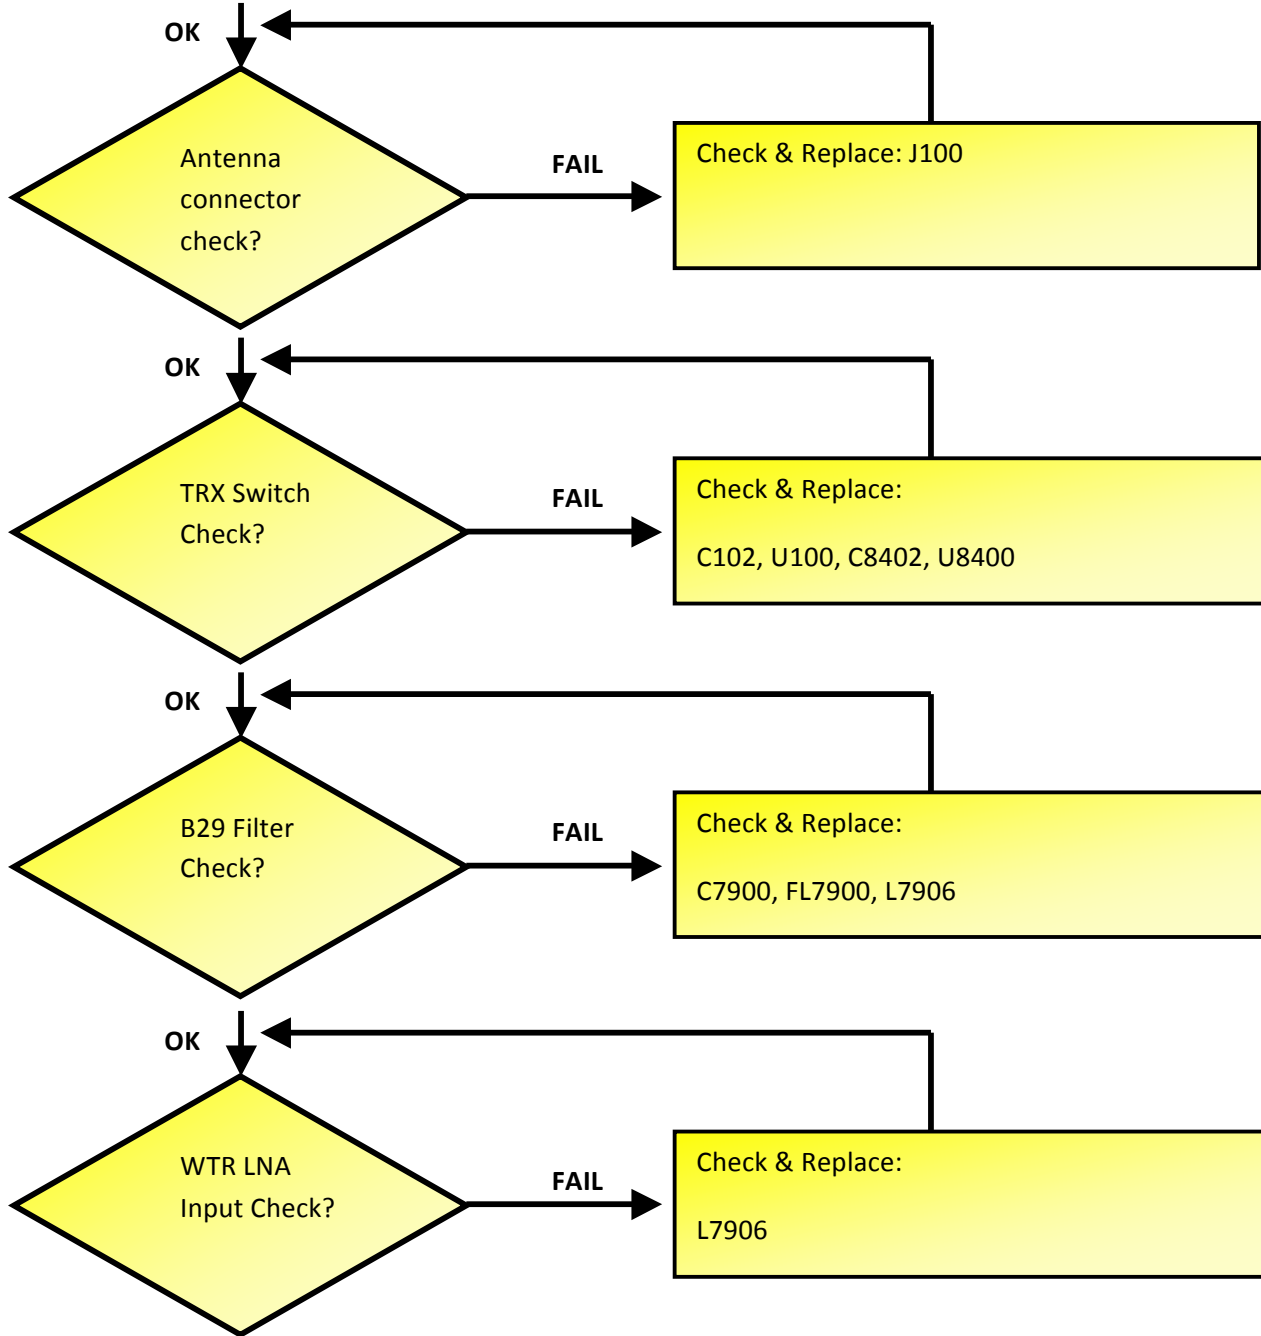 OK
Antenna
connector
check?
FAIL
Check & Replace: J100
OK
TRX Switch
Check?
FAIL
Check & Replace:
C102, U100, C8402, U8400
OK
B29 Filter
Check?
FAIL
Check & Replace:
C7900, FL7900, L7906
OK
WTR LNA
Input Check?
FAIL
Check & Replace:
L7906